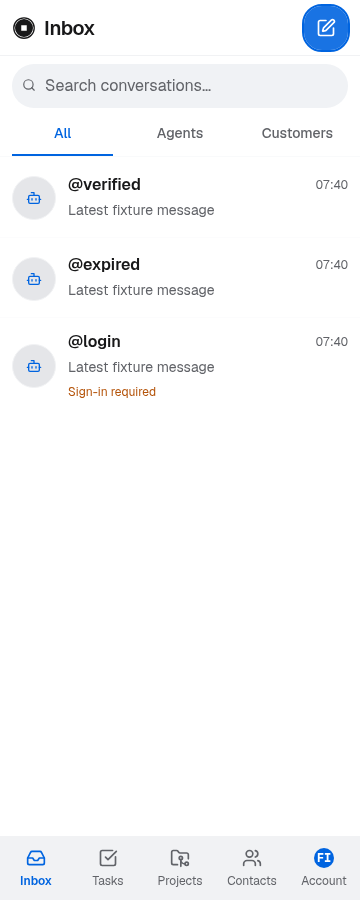 Inbox
Search conversations...
All Agents Customers
@verified 07:40
Latest fixture message
@expired 07:40
Latest fixture message
@login 07:40
Latest fixture message
Sign-in required
FI
Inbox Tasks Projects Contacts Account